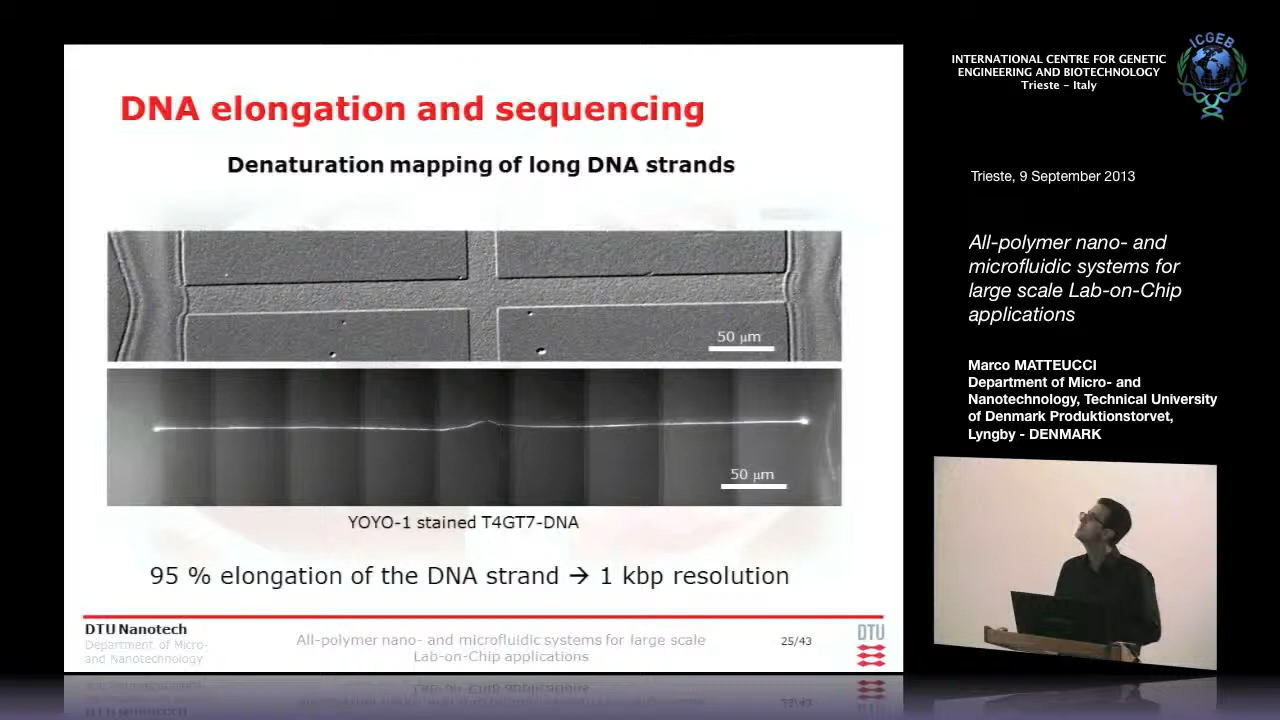 DNA elongation and sequencing
Denaturation mapping of long DNA strands
50 µm
50 µm
YOYO-1 stained T4GT7-DNA
95 % elongation of the DNA strand → 1 kbp resolution
DTU Nanotech
Department of Micro-
and Nanotechnology
All-polymer nano- and microfluidic systems for large scale
Lab-on-Chip applications
25/43
DTU
INTERNATIONAL CENTRE FOR GENETIC
ENGINEERING AND BIOTECHNOLOGY
Trieste – Italy
ICGEB
Trieste, 9 September 2013
All-polymer nano- and
microfluidic systems for
large scale Lab-on-Chip
applications
Marco MATTEUCCI
Department of Micro- and
Nanotechnology, Technical University
of Denmark Produktionstorvet,
Lyngby - DENMARK